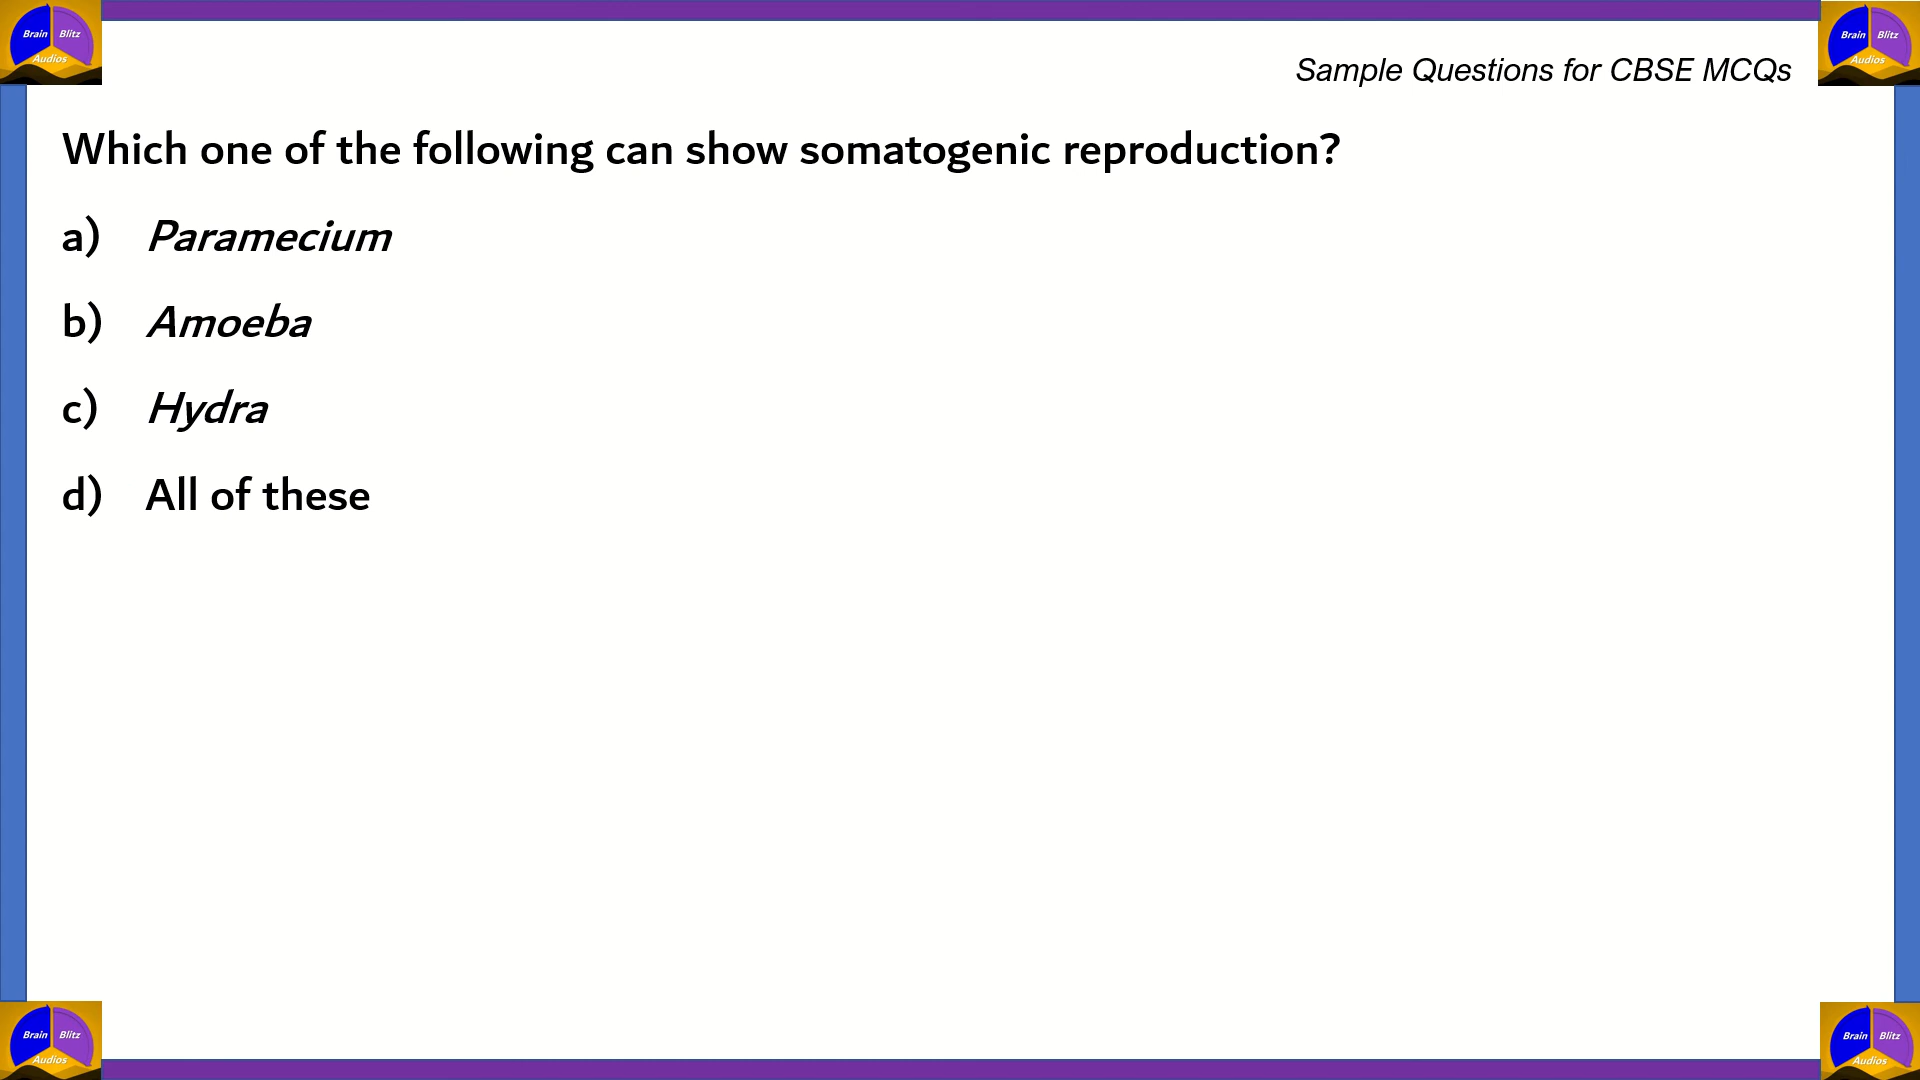 Brain Blitz
Audios
Brain Blitz
Audios
Sample Questions for CBSE MCQs
Which one of the following can show somatogenic reproduction?
a) Paramecium
b) Amoeba
c) Hydra
d) All of these
Brain Blitz
Audios
Brain Blitz
Audios